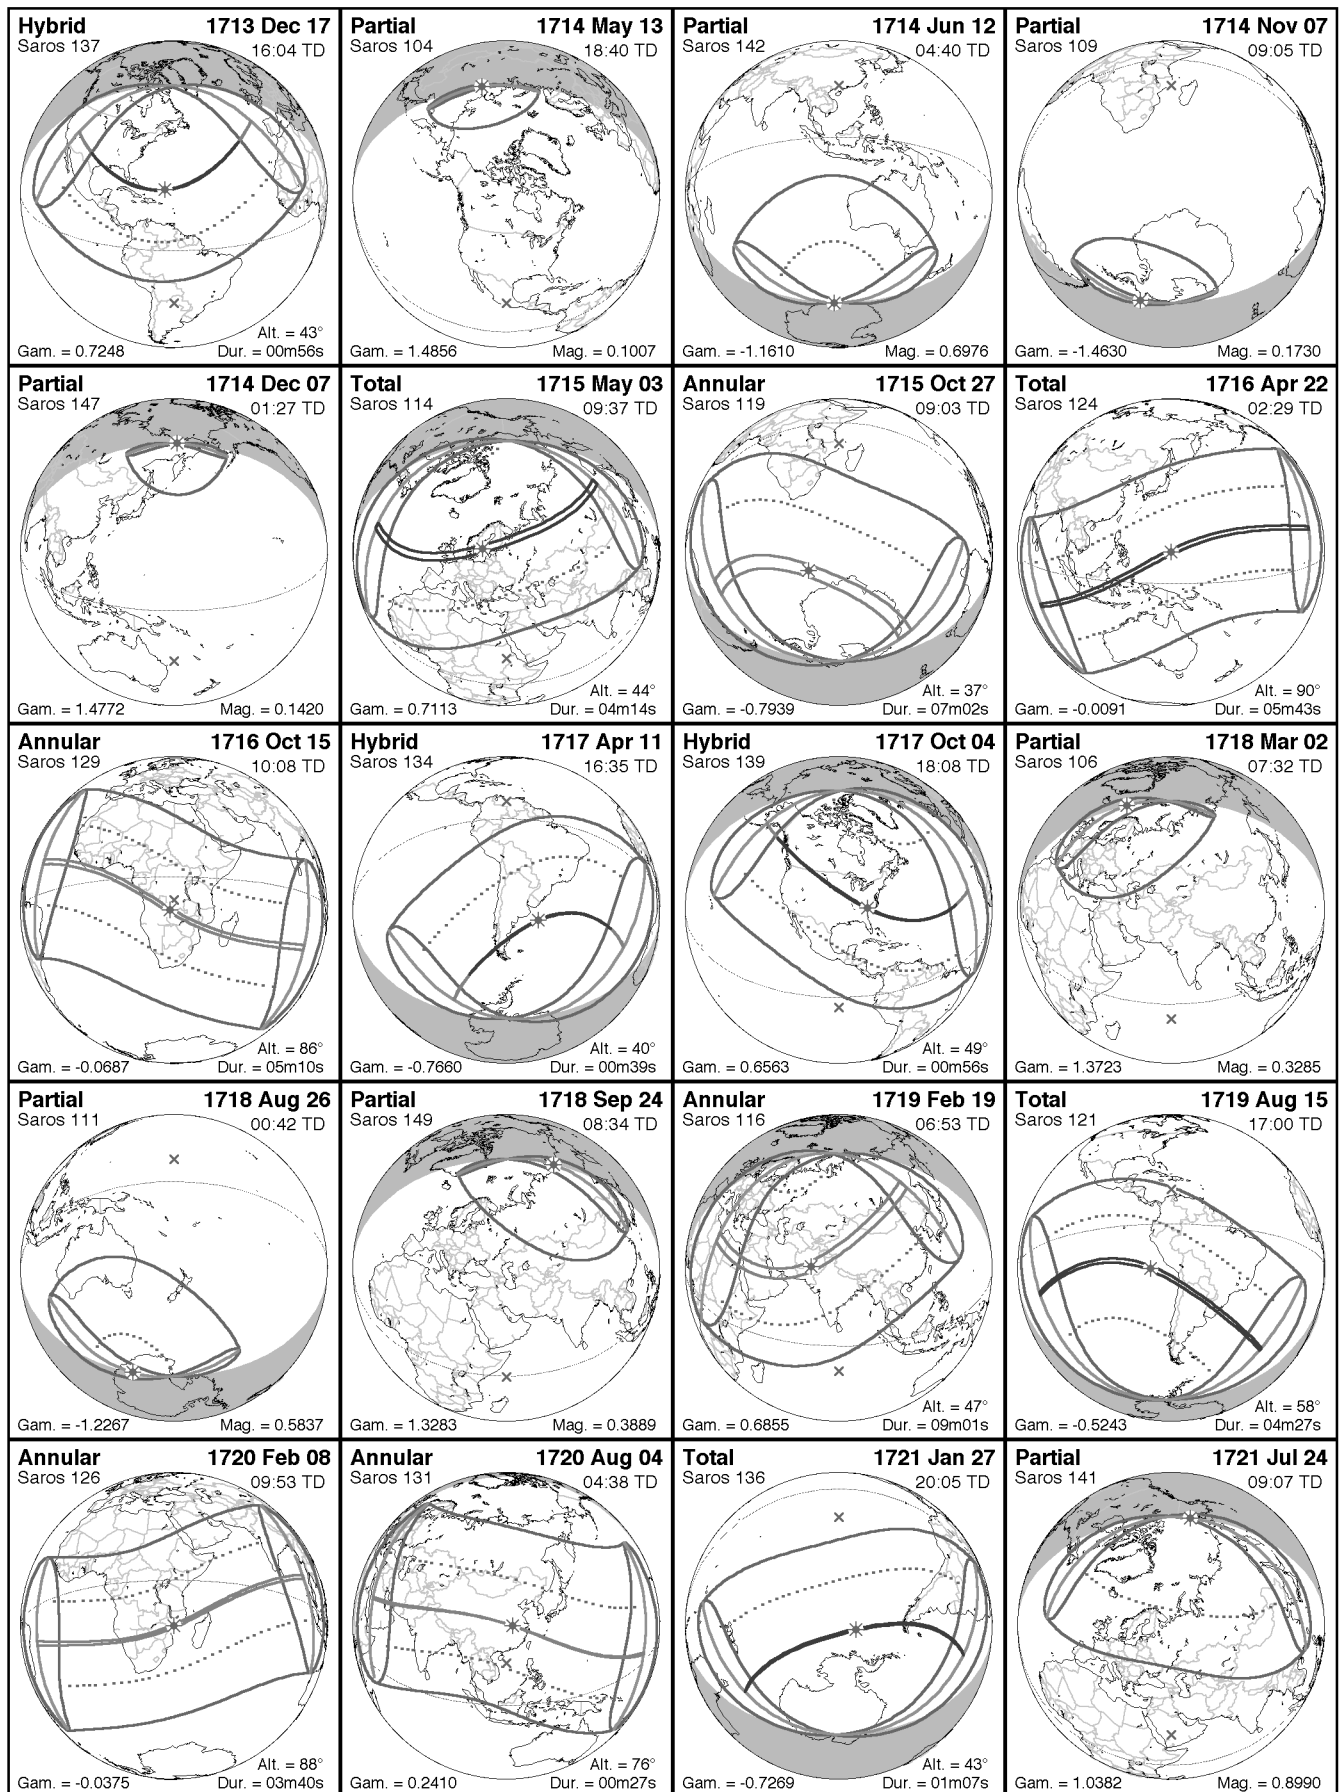 Hybrid 1713 Dec 17
Saros 137 16:04 TD
Alt. = 43°
Gam. = 0.7248 Dur. = 00m56s
Partial 1714 May 13
Saros 104 18:40 TD
Gam. = 1.4856 Mag. = 0.1007
Partial 1714 Jun 12
Saros 142 04:40 TD
Gam. = -1.1610 Mag. = 0.6976
Partial 1714 Nov 07
Saros 109 09:05 TD
Gam. = -1.4630 Mag. = 0.1730
Partial 1714 Dec 07
Saros 147 01:27 TD
Gam. = 1.4772 Mag. = 0.1420
Total 1715 May 03
Saros 114 09:37 TD
Alt. = 44°
Gam. = 0.7113 Dur. = 04m14s
Annular 1715 Oct 27
Saros 119 09:03 TD
Alt. = 37°
Gam. = -0.7939 Dur. = 07m02s
Total 1716 Apr 22
Saros 124 02:29 TD
Alt. = 90°
Gam. = -0.0091 Dur. = 05m43s
Annular 1716 Oct 15
Saros 129 10:08 TD
Alt. = 86°
Gam. = -0.0687 Dur. = 05m10s
Hybrid 1717 Apr 11
Saros 134 16:35 TD
Alt. = 40°
Gam. = -0.7660 Dur. = 00m39s
Hybrid 1717 Oct 04
Saros 139 18:08 TD
Alt. = 49°
Gam. = 0.6563 Dur. = 00m56s
Partial 1718 Mar 02
Saros 106 07:32 TD
Gam. = 1.3723 Mag. = 0.3285
Partial 1718 Aug 26
Saros 111 00:42 TD
Gam. = -1.2267 Mag. = 0.5837
Partial 1718 Sep 24
Saros 149 08:34 TD
Gam. = 1.3283 Mag. = 0.3889
Annular 1719 Feb 19
Saros 116 06:53 TD
Alt. = 47°
Gam. = 0.6855 Dur. = 09m01s
Total 1719 Aug 15
Saros 121 17:00 TD
Alt. = 58°
Gam. = -0.5243 Dur. = 04m27s
Annular 1720 Feb 08
Saros 126 09:53 TD
Alt. = 88°
Gam. = -0.0375 Dur. = 03m40s
Annular 1720 Aug 04
Saros 131 04:38 TD
Alt. = 76°
Gam. = 0.2410 Dur. = 00m27s
Total 1721 Jan 27
Saros 136 20:05 TD
Alt. = 43°
Gam. = -0.7269 Dur. = 01m07s
Partial 1721 Jul 24
Saros 141 09:07 TD
Gam. = 1.0382 Mag. = 0.8990